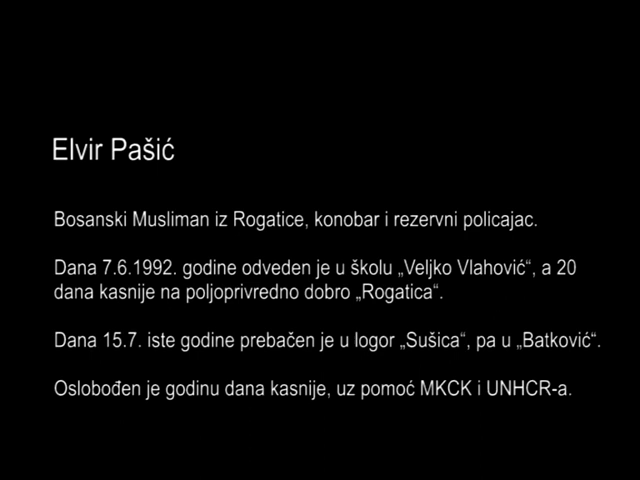 Elvir Pašić
Bosanski Musliman iz Rogatice, konobar i rezervni policajac.
Dana 7.6.1992. godine odveden je u školu „Veljko Vlahović“, a 20
dana kasnije na poljoprivredno dobro „Rogatica“.
Dana 15.7. iste godine prebačen je u logor „Sušica“, pa u „Batković“.
Oslobođen je godinu dana kasnije, uz pomoć MKCK i UNHCR-a.